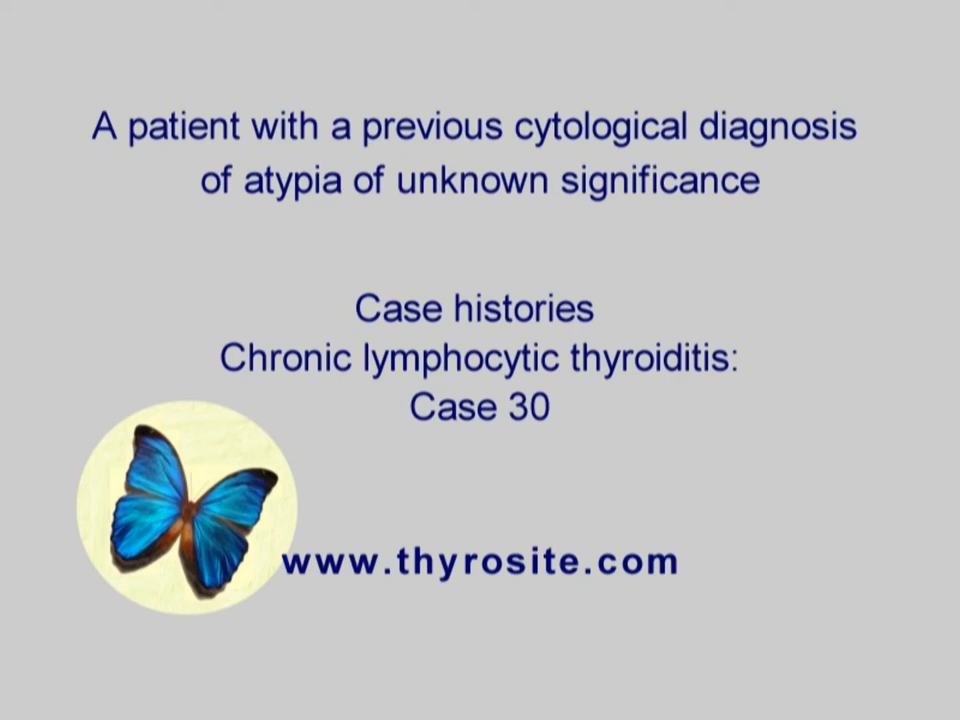 A patient with a previous cytological diagnosis
of atypia of unknown significance
Case histories
Chronic lymphocytic thyroiditis:
Case 30
www.thyrosite.com